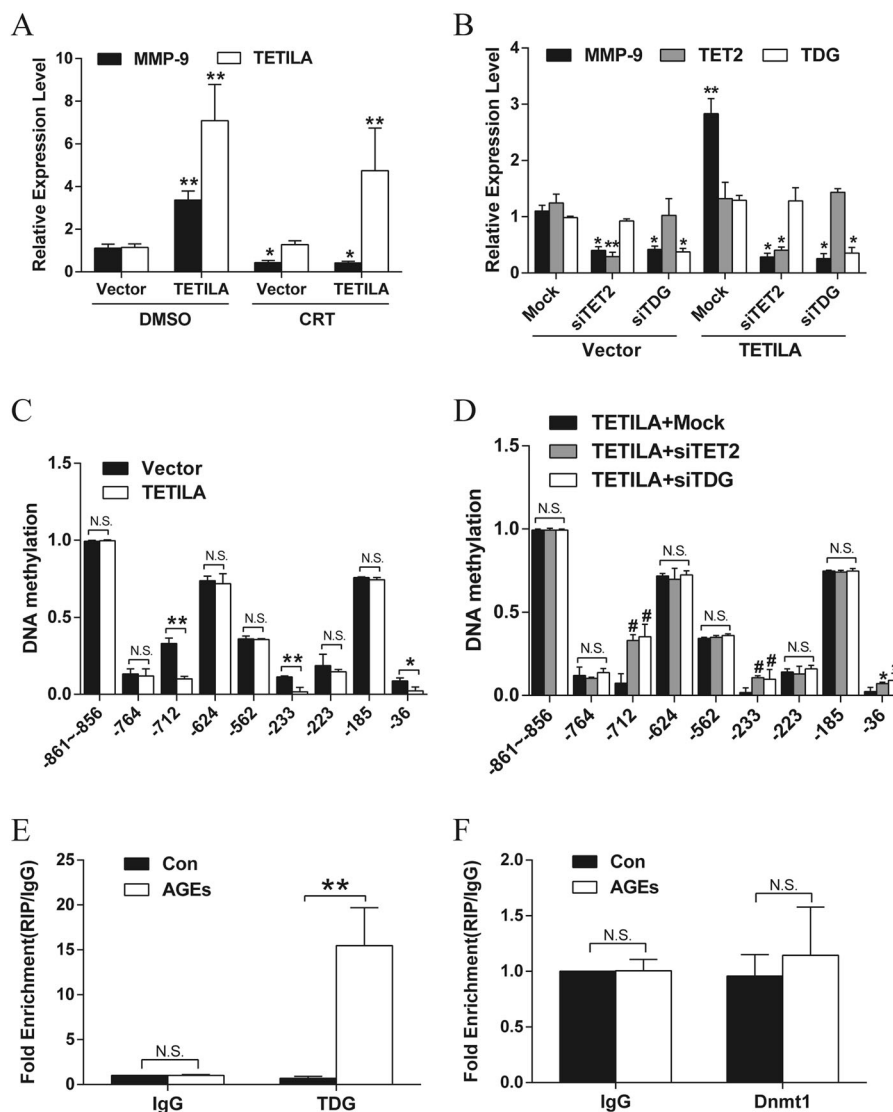 A
MMP-9 TETILA
Relative Expression Level
10
8
6
4
2
0
** ** * * **
Vector TETILA Vector TETILA
DMSO CRT
B
MMP-9 TET2 TDG
Relative Expression Level
4
3
2
1
0
* ** * * ** * * * *
Mock siTET2 siTDG Mock siTET2 siTDG
Vector TETILA
C
Vector
TETILA
DNA methylation
1.5
1.0
0.5
0.0
N.S. N.S. ** N.S. N.S. ** N.S. N.S. *
-861~-856 -764 -712 -624 -562 -233 -223 -185 -36
D
TETILA+Mock
TETILA+siTET2
TETILA+siTDG
DNA methylation
1.5
1.0
0.5
0.0
N.S. N.S. # # N.S. N.S. # # N.S. N.S. *
-861~-856 -764 -712 -624 -562 -233 -223 -185 -36
E
Con
AGEs
Fold Enrichment(RIP/IgG)
25
20
15
10
5
0
N.S. **
IgG TDG
F
Con
AGEs
Fold Enrichment(RIP/IgG)
2.0
1.5
1.0
0.5
0.0
N.S. N.S.
IgG Dnmt1